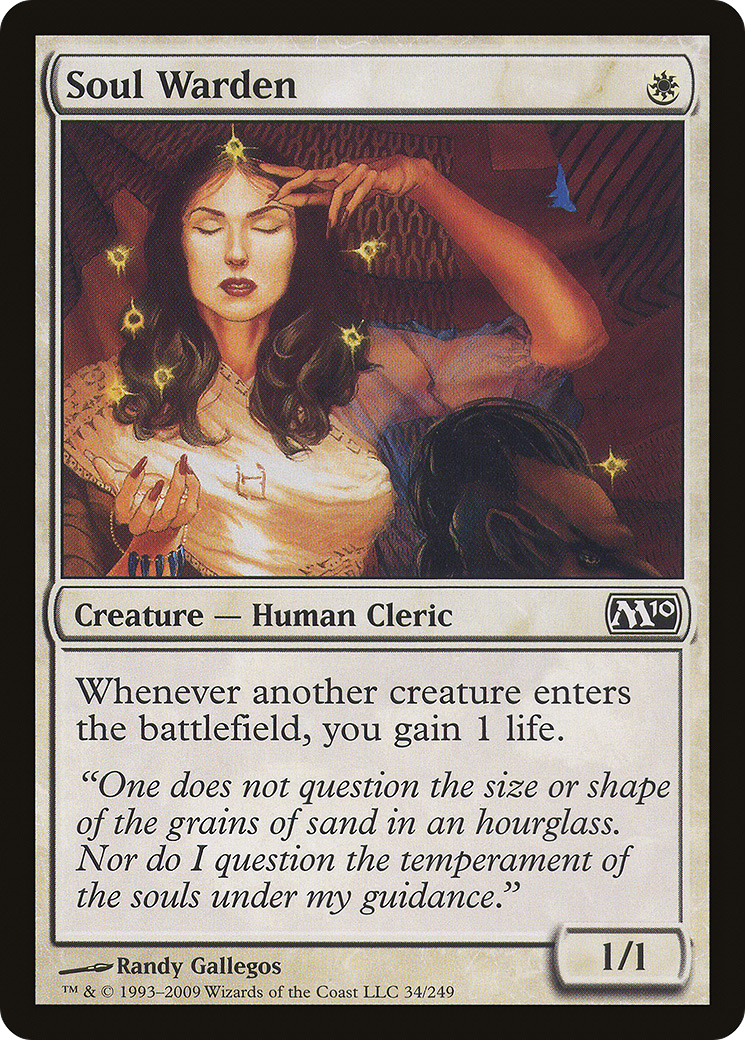 Soul Warden
H
Creature — Human Cleric
M10
Whenever another creature enters
the battlefield, you gain 1 life.
“One does not question the size or shape
of the grains of sand in an hourglass.
Nor do I question the temperament of
the souls under my guidance.”
1/1
Randy Gallegos
™ & © 1993–2009 Wizards of the Coast LLC 34/249